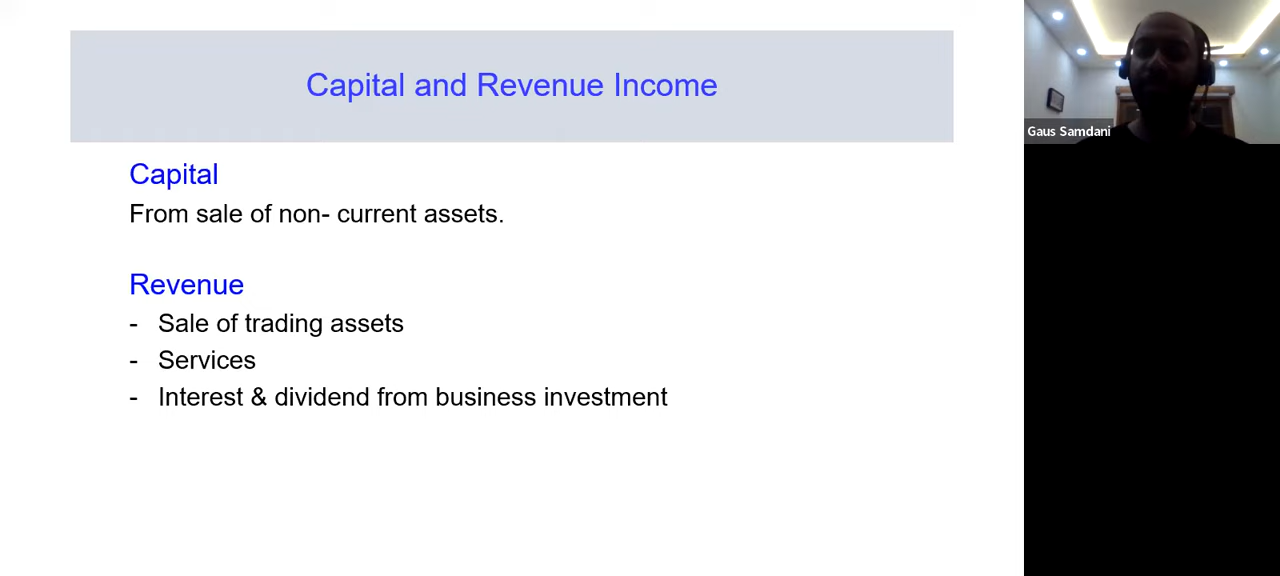 Capital and Revenue Income
Capital
From sale of non- current assets.
Revenue
- Sale of trading assets
- Services
- Interest & dividend from business investment
Gaus Samdani